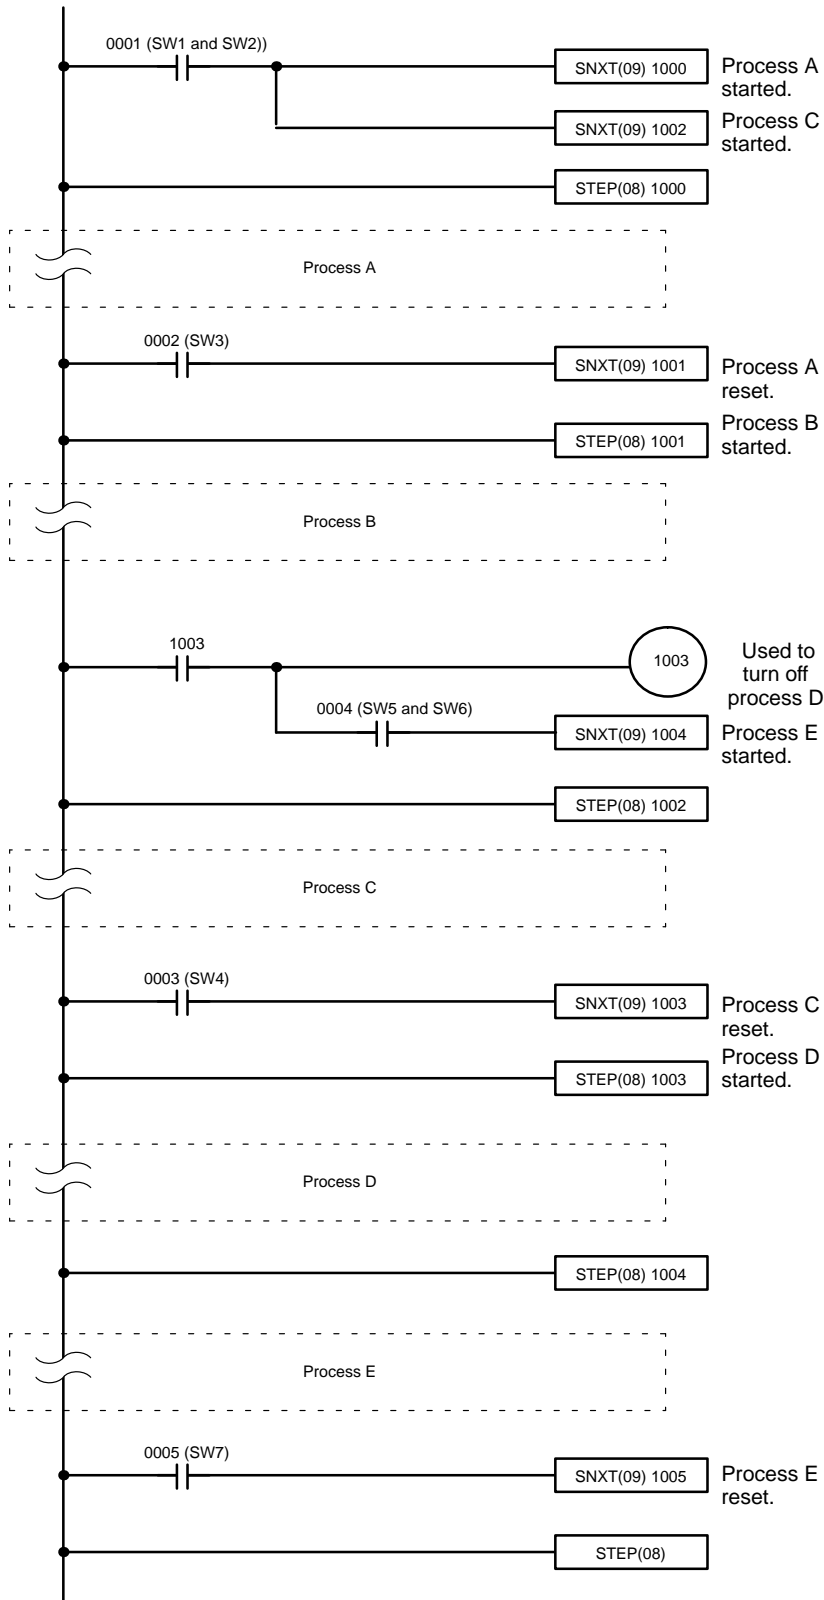 0001 (SW1 and SW2))
SNXT(09) 1000
Process A
started.
SNXT(09) 1002
Process C
started.
STEP(08) 1000
Process A
0002 (SW3)
SNXT(09) 1001
Process A
reset.
STEP(08) 1001
Process B
started.
Process B
1003
1003
Used to
turn off
process D
0004 (SW5 and SW6)
SNXT(09) 1004
Process E
started.
STEP(08) 1002
Process C
0003 (SW4)
SNXT(09) 1003
Process C
reset.
STEP(08) 1003
Process D
started.
Process D
STEP(08) 1004
Process E
0005 (SW7)
SNXT(09) 1005
Process E
reset.
STEP(08)